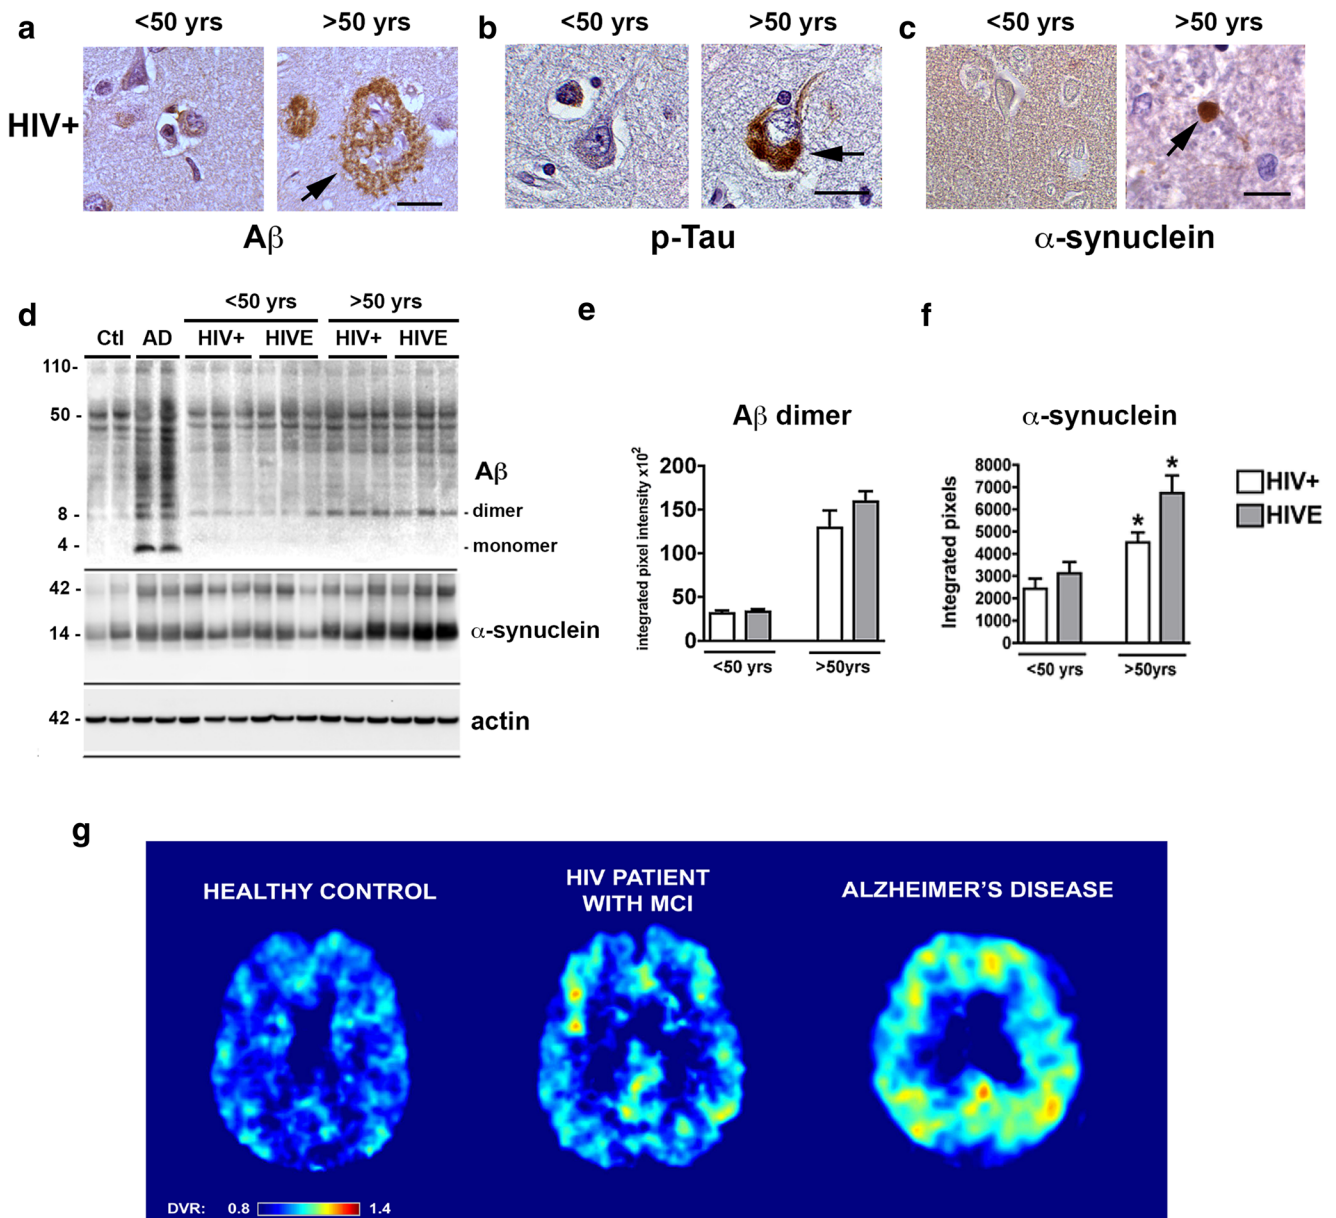 a
<50 yrs
>50 yrs
b
<50 yrs
>50 yrs
c
<50 yrs
>50 yrs
HIV+
Aβ
p-Tau
α-synuclein
d
<50 yrs
>50 yrs
Ctl
AD
HIV+
HIVE
HIV+
HIVE
110-
50 -
8 -
4 -
Aβ
- dimer
- monomer
42 -
14 -
α-synuclein
42 -
actin
e
Aβ dimer
integrated pixel intensity x10²
200
150
100
50
0
<50 yrs
>50yrs
f
α-synuclein
Integrated pixels
8000
7000
6000
5000
4000
3000
2000
1000
0
*
*
<50 yrs
>50yrs
HIV+
HIVE
g
HEALTHY CONTROL
HIV PATIENT
WITH MCI
ALZHEIMER'S DISEASE
DVR: 0.8 1.4